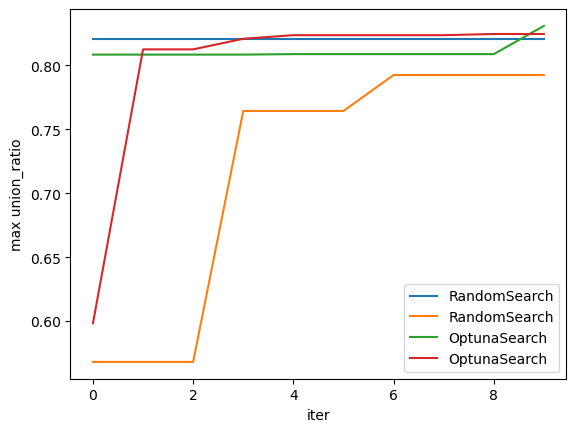 max union_ratio
0.80
0.75
0.70
0.65
0.60
0
2
4
6
8
iter
RandomSearch
RandomSearch
OptunaSearch
OptunaSearch